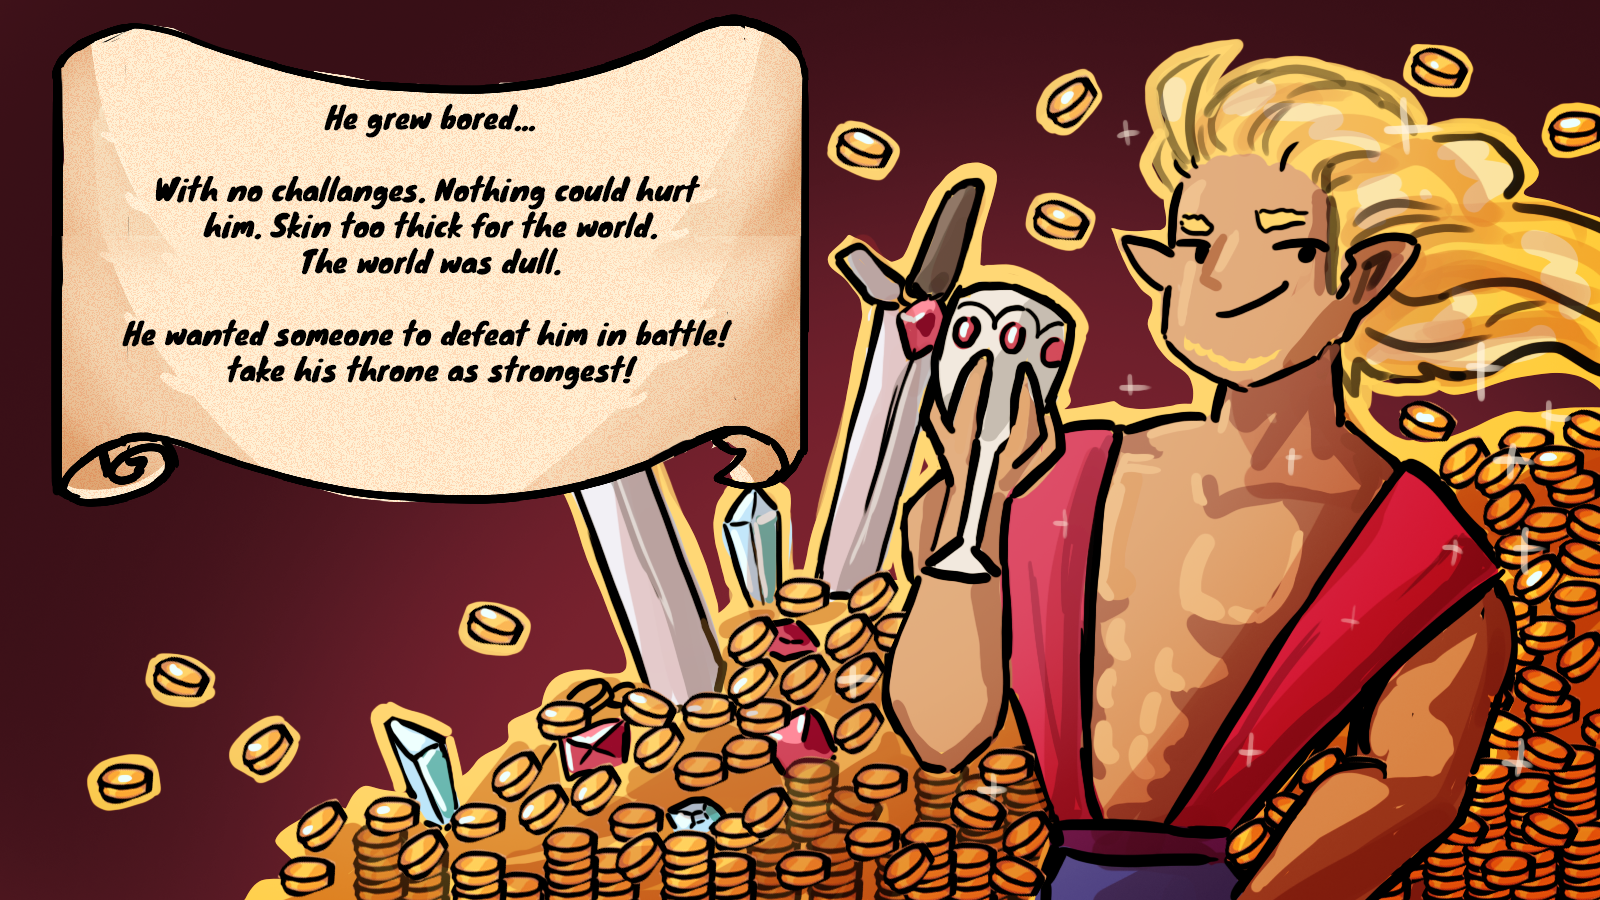 He grew bored...
With no challanges. Nothing could hurt
him. Skin too thick for the world.
The world was dull.
He wanted someone to defeat him in battle!
take his throne as strongest!